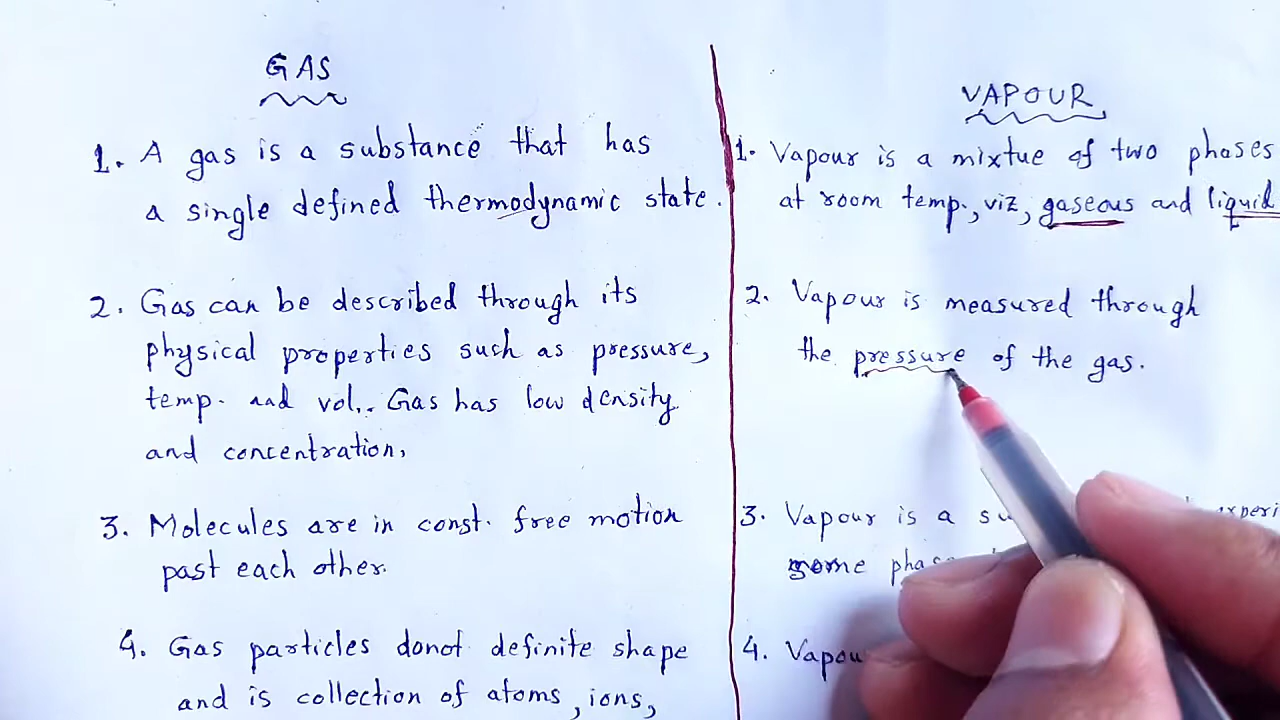 GAS
1. A gas is a substance that has
a single defined thermodynamic state.
2. Gas can be described through its
physical properties such as pressure,
temp. and vol.. Gas has low density
and concentration,
3. Molecules are in const. free motion
past each other.
4. Gas particles donot definite shape
and is collection of atoms, ions,
VAPOUR
1. Vapour is a mixtue of two phases
at room temp., viz, gaseous and liquid
2. Vapour is measured through
the pressure of the gas.
3. Vapour is a
some
4.